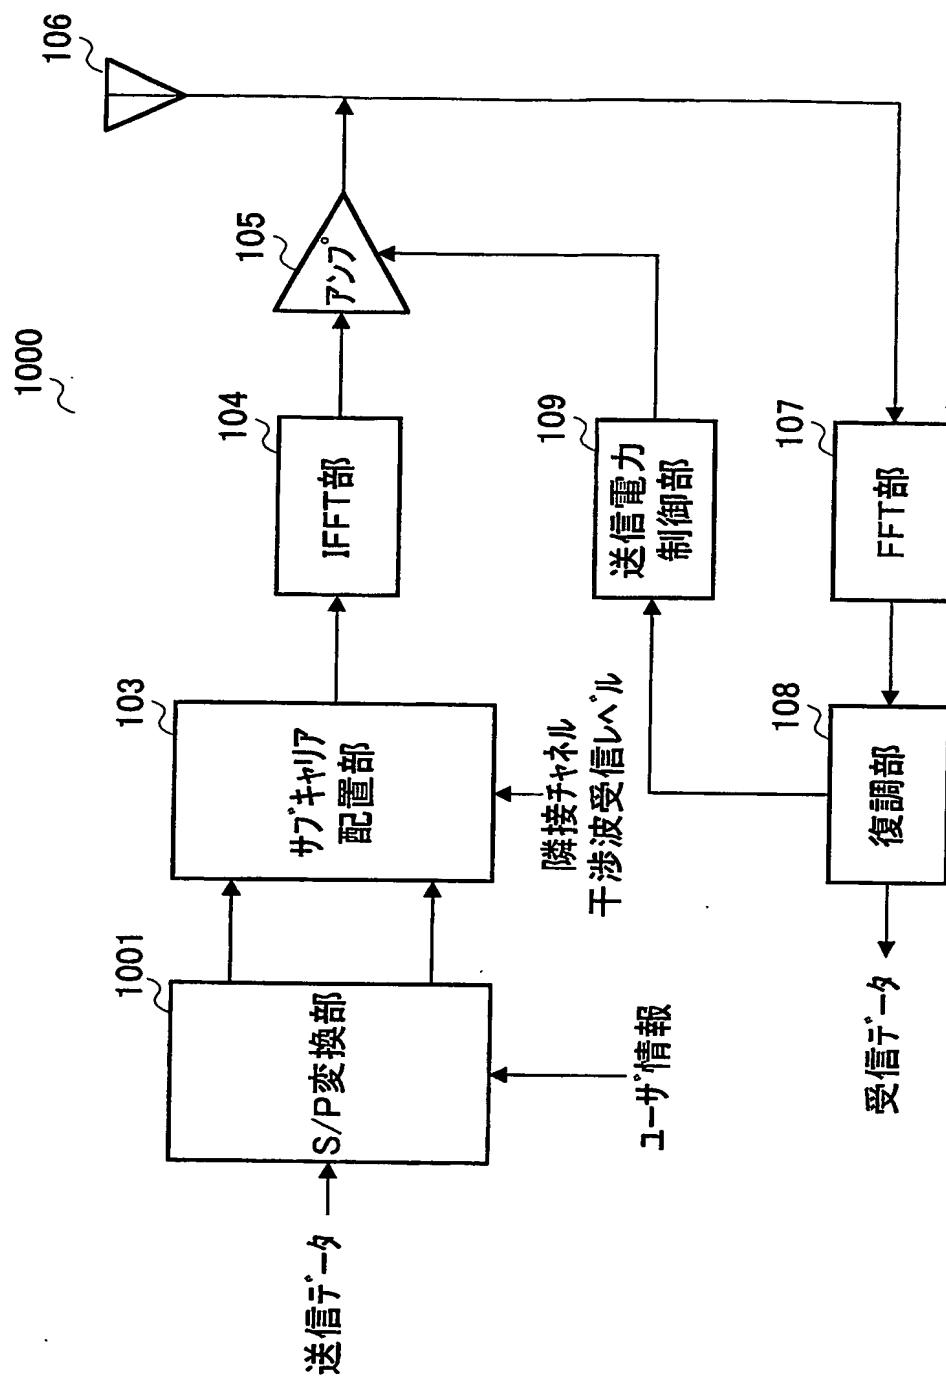 1000
送信データ
1001
S/P変換部
ユーザ情報
103
サブキャリア
配置部
隣接チャネル
干渉波受信レベル
104
IFFT部
105
アンプ
106
109
送信電力
制御部
107
FFT部
108
復調部
受信データ